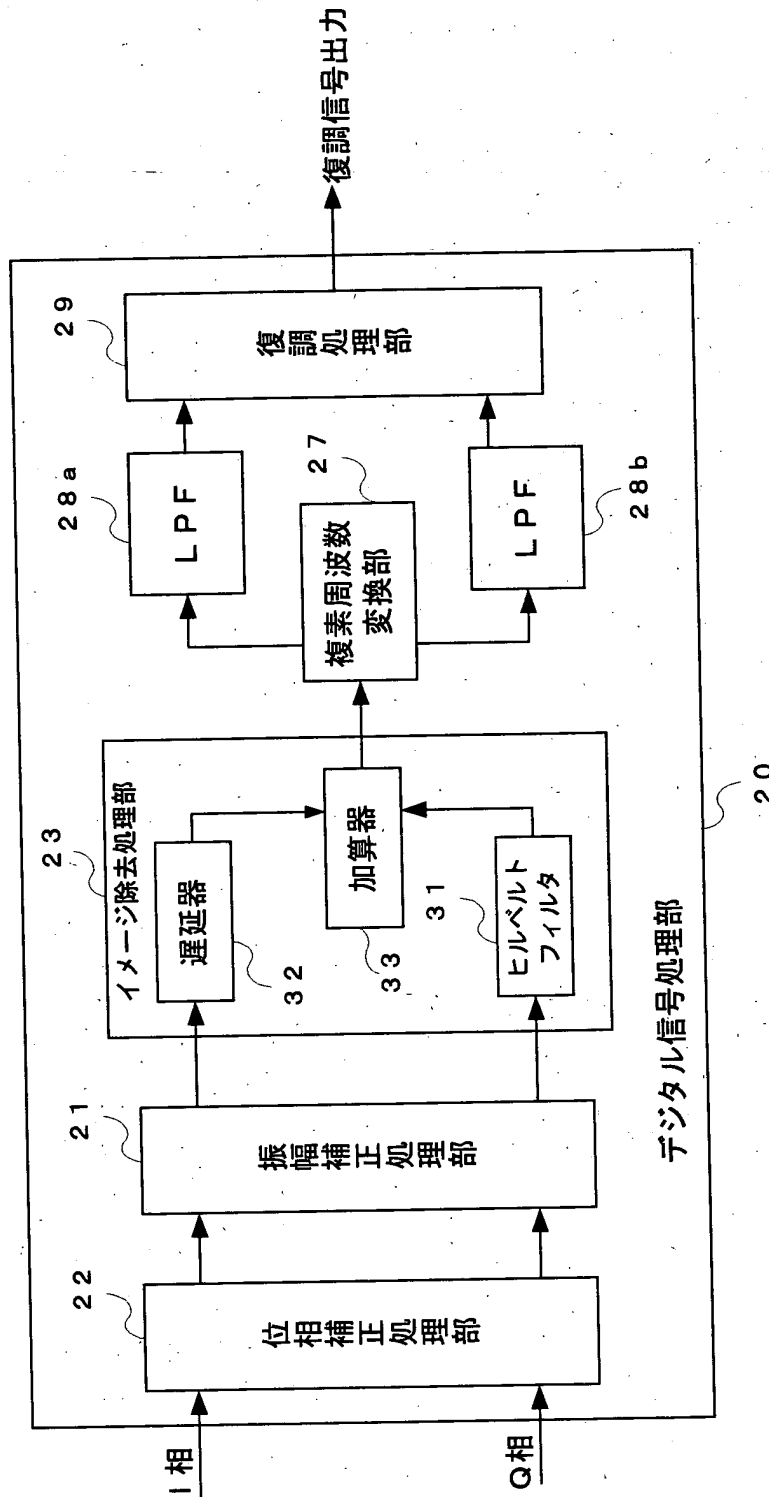 I相
Q相
22
位相補正処理部
21
振幅補正処理部
23
イメージ除去処理部
遅延器
32
加算器
33
ヒルベルト
フィルタ
31
複素周波数
変換部
27
28a
LPF
LPF
28b
29
復調処理部
復調信号出力
デジタル信号処理部
20